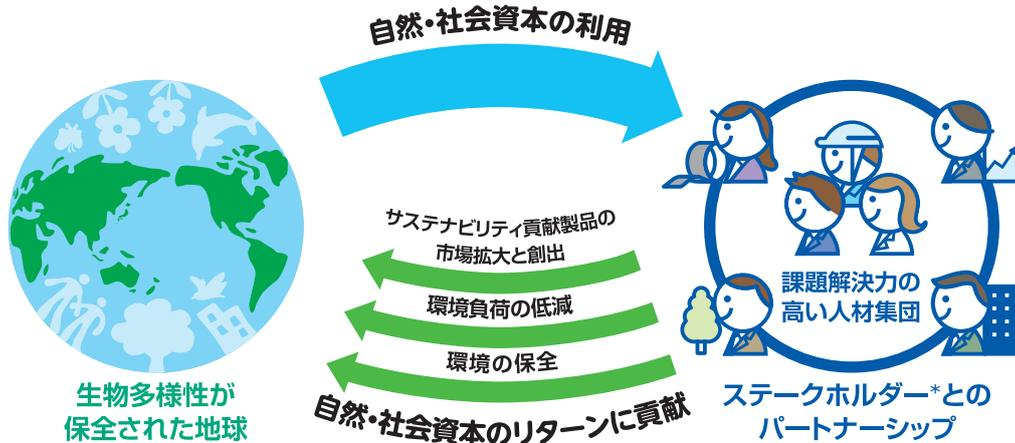 自然・社会資本の利用
サステナビリティ貢献製品の
市場拡大と創出
環境負荷の低減
環境の保全
自然・社会資本のリターンに貢献
生物多様性が
保全された地球
課題解決力の
高い人材集団
ステークホルダー*との
パートナーシップ